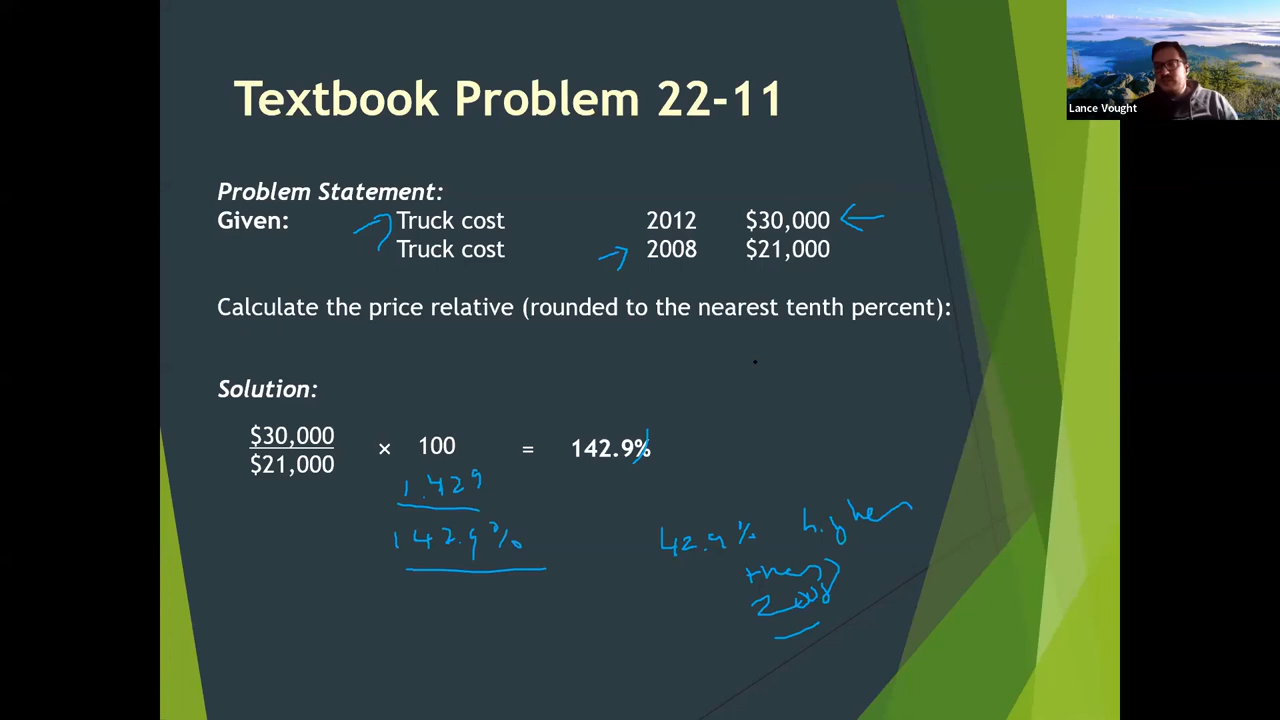 Textbook Problem 22-11
Lance Vought
Problem Statement:
Given: Truck cost 2012 $30,000
Truck cost 2008 $21,000
Calculate the price relative (rounded to the nearest tenth percent):
Solution:
$30,000
$21,000
× 100 = 142.9%
1.429
142.9%
42.9% higher
than
2008